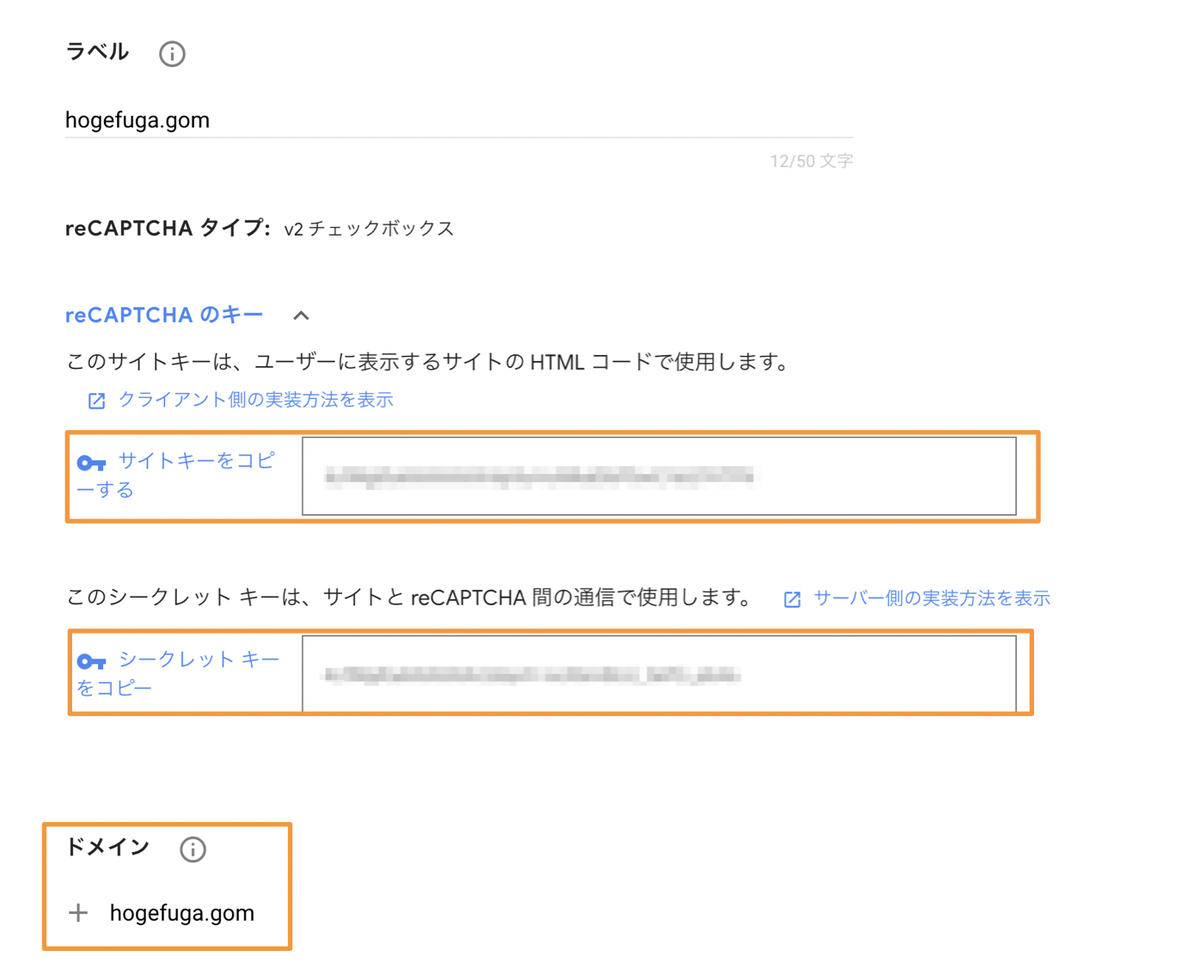 ラベル
hogefuga.gom
12/50 文字
reCAPTCHA タイプ: v2 チェックボックス
reCAPTCHA のキー
このサイトキーは、ユーザーに表示するサイトの HTML コードで使用します。
クライアント側の実装方法を表示
サイトキーをコピ
ーする
このシークレット キーは、サイトと reCAPTCHA 間の通信で使用します。 サーバー側の実装方法を表示
シークレット キー
をコピー
ドメイン
+ hogefuga.gom